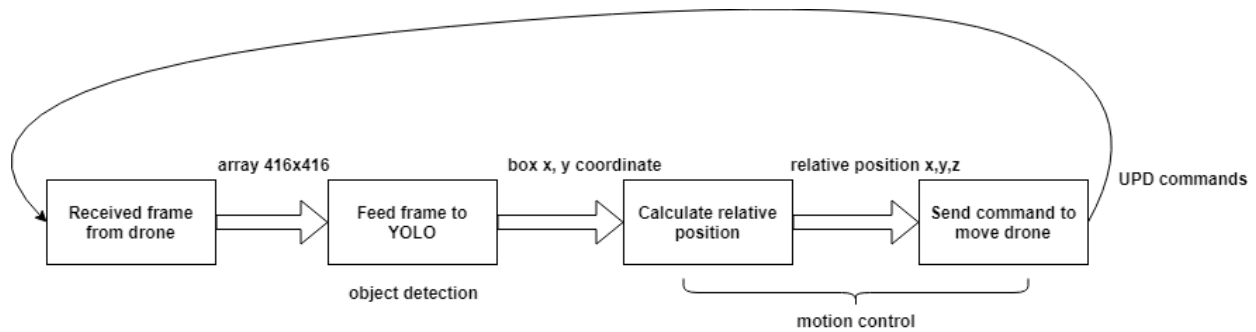 array 416x416
box x, y coordinate
relative position x,y,z
UPD commands
Received frame
from drone
Feed frame to
YOLO
Calculate relative
position
Send command to
move drone
object detection
motion control